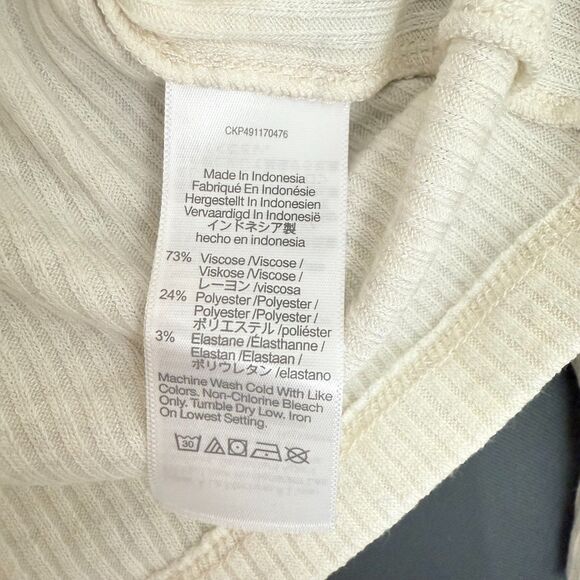 CKP491170476
Made In Indonesia
Fabriqué En Indonésie
Hergestellt In Indonesien
Vervaardigd In Indonesië
インドネシア製
hecho en indonesia
73% Viscose /Viscose /
Viskose /Viscose /
レーヨン /viscosa
24% Polyester /Polyester /
Polyester /Polyester /
ポリエステル /poliéster
3% Elastane /Élasthanne /
Elastan /Elastaan /
ポリウレタン /elastano
Machine Wash Cold With Like
Colors. Non-Chlorine Bleach
Only. Tumble Dry Low. Iron
On Lowest Setting.
30